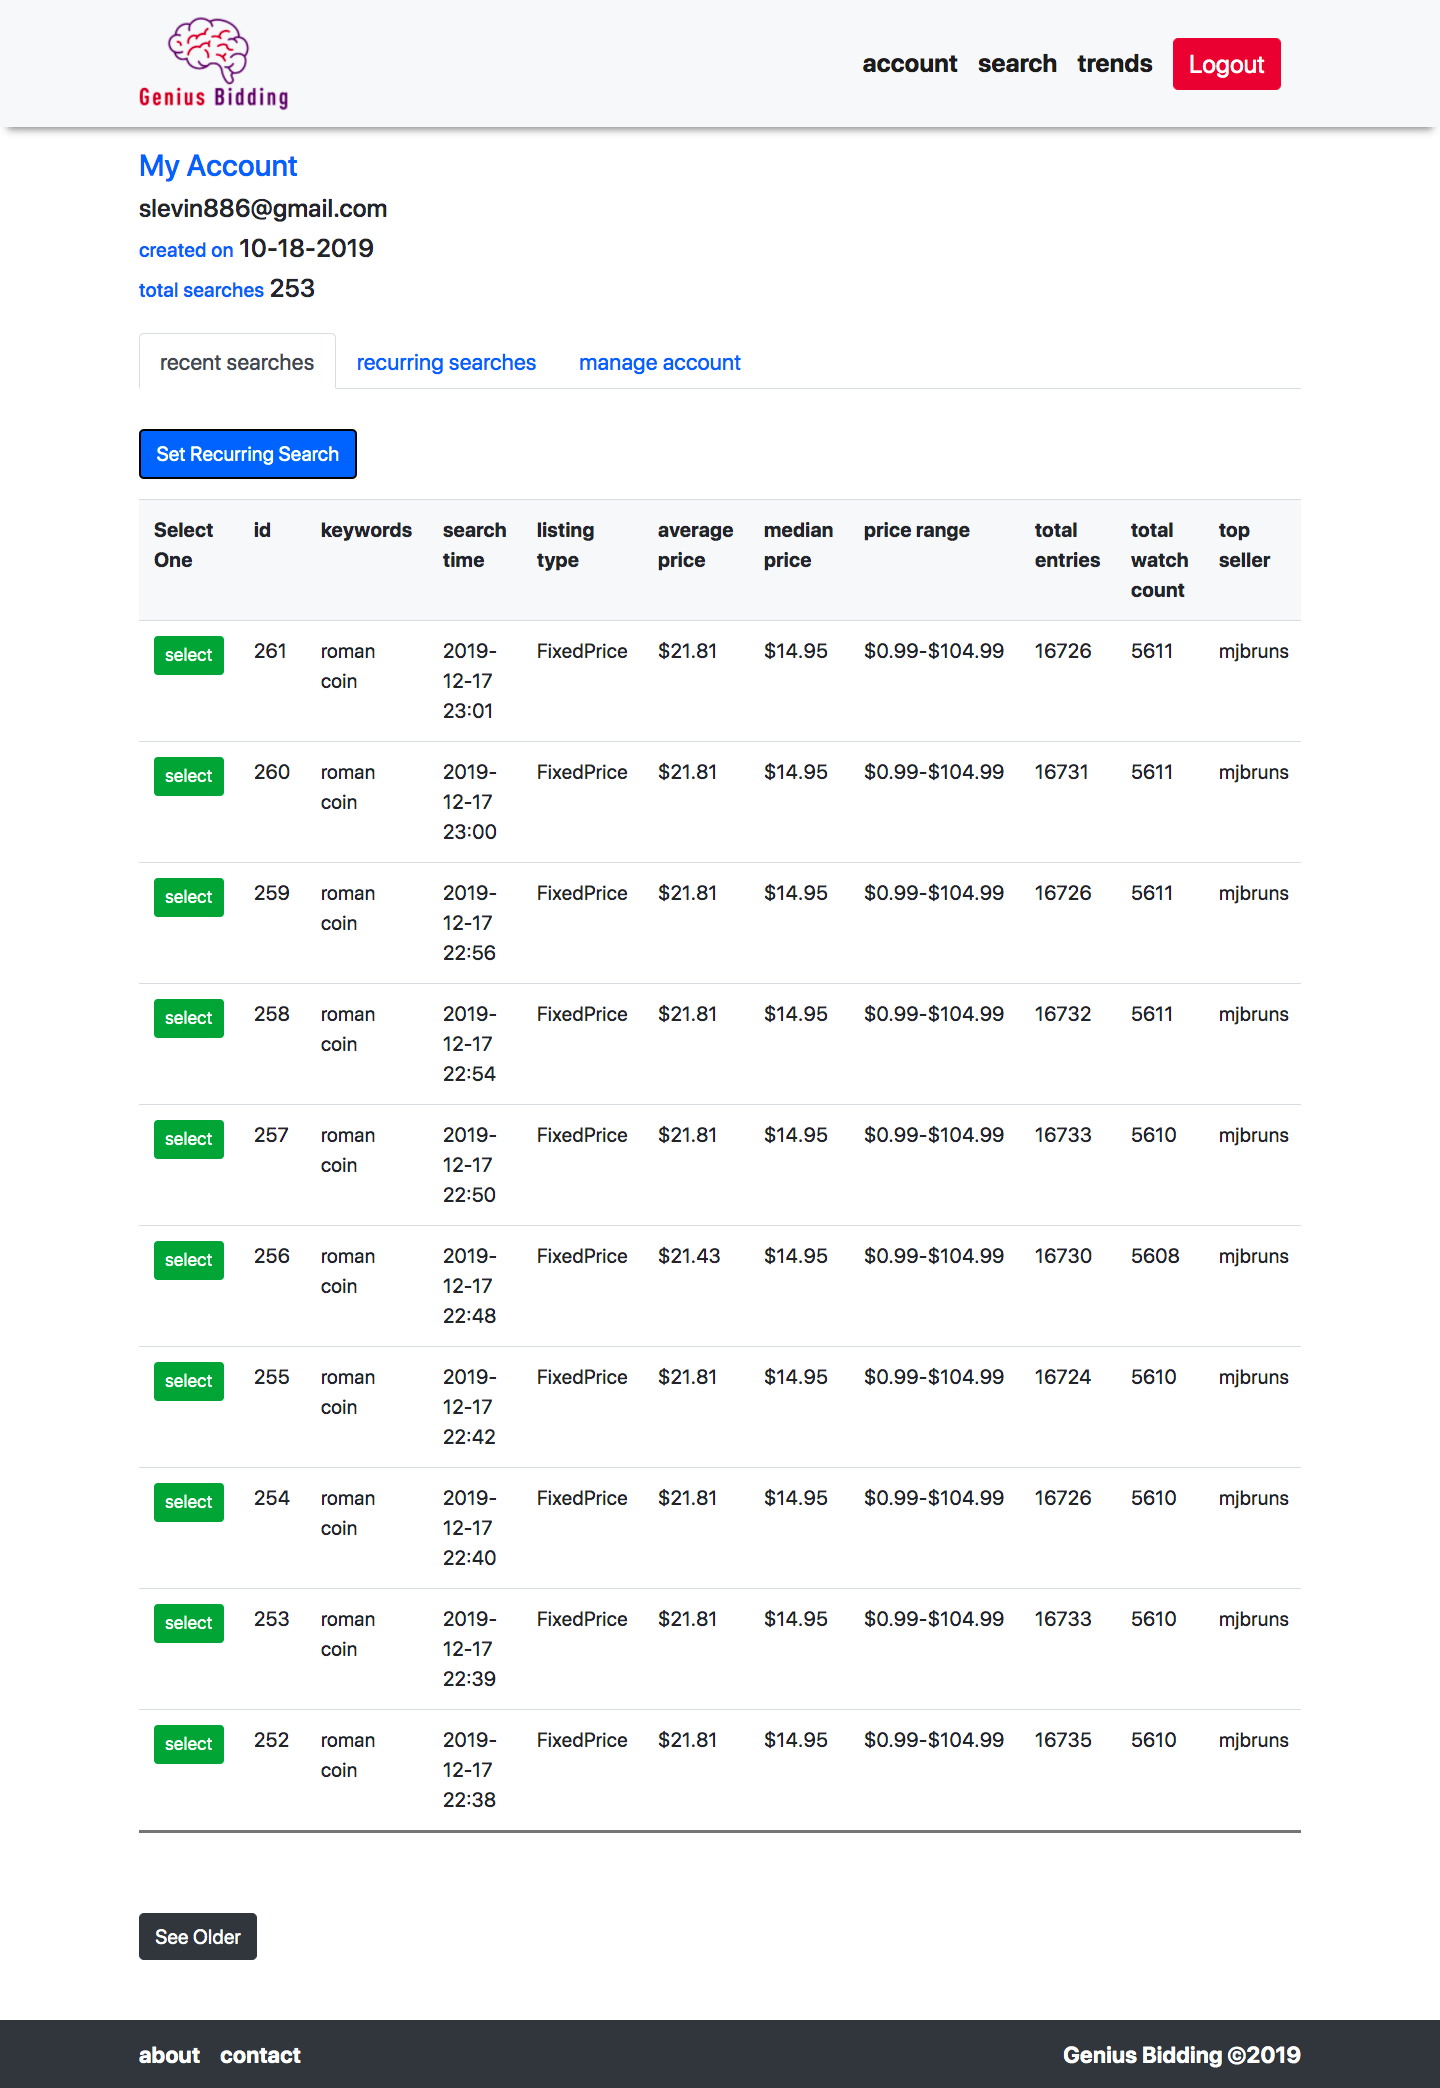 Genius Bidding
account search trends Logout
My Account
slevin886@gmail.com
created on 10-18-2019
total searches 253
recent searches recurring searches manage account
Set Recurring Search
Select One id keywords search time listing type average price median price price range total entries total watch count top seller
select 261 roman coin 2019-12-17 23:01 FixedPrice $21.81 $14.95 $0.99-$104.99 16726 5611 mjbruns
select 260 roman coin 2019-12-17 23:00 FixedPrice $21.81 $14.95 $0.99-$104.99 16731 5611 mjbruns
select 259 roman coin 2019-12-17 22:56 FixedPrice $21.81 $14.95 $0.99-$104.99 16726 5611 mjbruns
select 258 roman coin 2019-12-17 22:54 FixedPrice $21.81 $14.95 $0.99-$104.99 16732 5611 mjbruns
select 257 roman coin 2019-12-17 22:50 FixedPrice $21.81 $14.95 $0.99-$104.99 16733 5610 mjbruns
select 256 roman coin 2019-12-17 22:48 FixedPrice $21.43 $14.95 $0.99-$104.99 16730 5608 mjbruns
select 255 roman coin 2019-12-17 22:42 FixedPrice $21.81 $14.95 $0.99-$104.99 16724 5610 mjbruns
select 254 roman coin 2019-12-17 22:40 FixedPrice $21.81 $14.95 $0.99-$104.99 16726 5610 mjbruns
select 253 roman coin 2019-12-17 22:39 FixedPrice $21.81 $14.95 $0.99-$104.99 16733 5610 mjbruns
select 252 roman coin 2019-12-17 22:38 FixedPrice $21.81 $14.95 $0.99-$104.99 16735 5610 mjbruns
See Older
about contact Genius Bidding ©2019